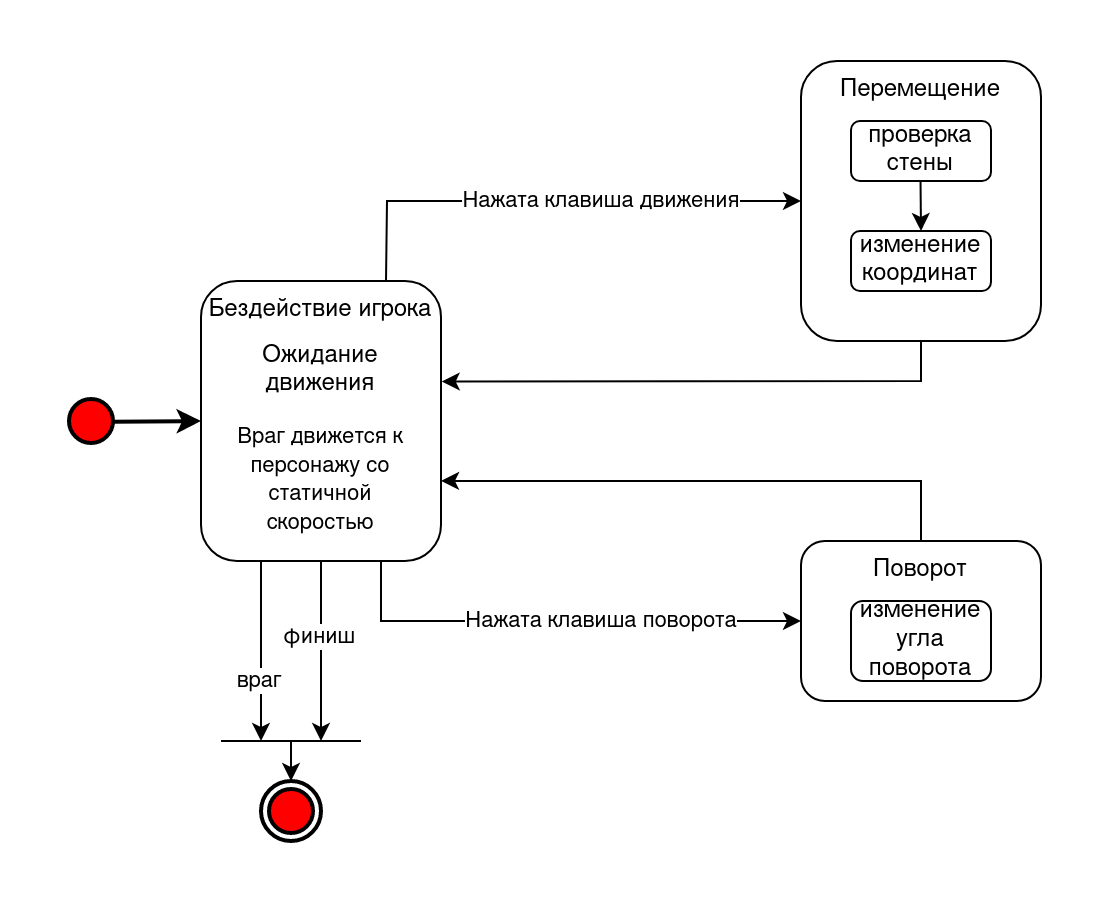 Перемещение
проверка
стены
Нажата клавиша движения
изменение
координат
Бездействие игрока
Ожидание
движения
Враг движется к
персонажу со
статичной
скоростью
Поворот
изменение
угла
поворота
Нажата клавиша поворота
финиш
враг